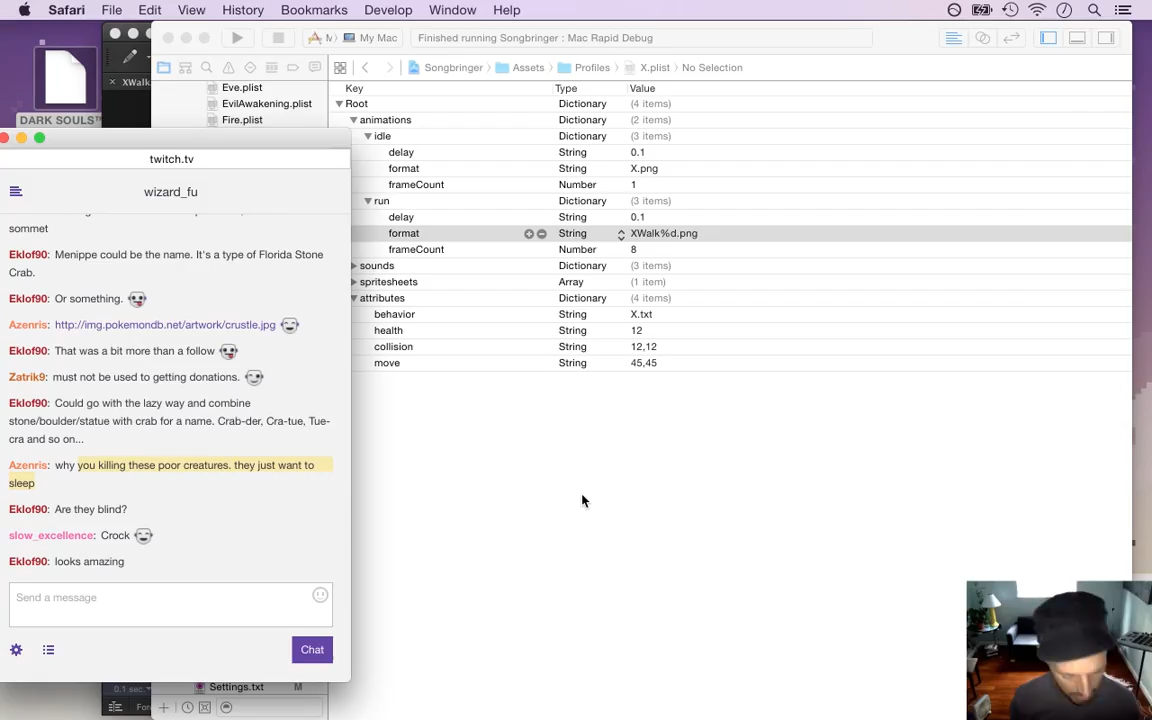 Safari File Edit View History Bookmarks Develop Window Help
My Mac
Finished running Songbringer : Mac Rapid Debug
XWalk
Songbringer Assets Profiles X.plist No Selection
DARK SOULS™
Eve.plist
EvilAwakening.plist
Fire.plist
Key Type Value
Root Dictionary (4 items)
animations Dictionary (2 items)
idle Dictionary (3 items)
delay String 0.1
format String X.png
frameCount Number 1
run Dictionary (3 items)
delay String 0.1
format String XWalk%d.png
frameCount Number 8
sounds Dictionary (3 items)
spritesheets Array (1 item)
attributes Dictionary (4 items)
behavior String X.txt
health String 12
collision String 12,12
move String 45,45
twitch.tv
wizard_fu
sommet
Eklof90: Menippe could be the name. It's a type of Florida Stone
Crab.
Eklof90: Or something.
Azenris: http://img.pokemondb.net/artwork/crustle.jpg
Eklof90: That was a bit more than a follow
Zatrik9: must not be used to getting donations.
Eklof90: Could go with the lazy way and combine
stone/boulder/statue with crab for a name. Crab-der, Cra-tue, Tue-
cra and so on...
Azenris: why you killing these poor creatures. they just want to
sleep
Eklof90: Are they blind?
slow_excellence: Crock
Eklof90: looks amazing
Send a message
Chat
0.1 sec.
Settings.txt M